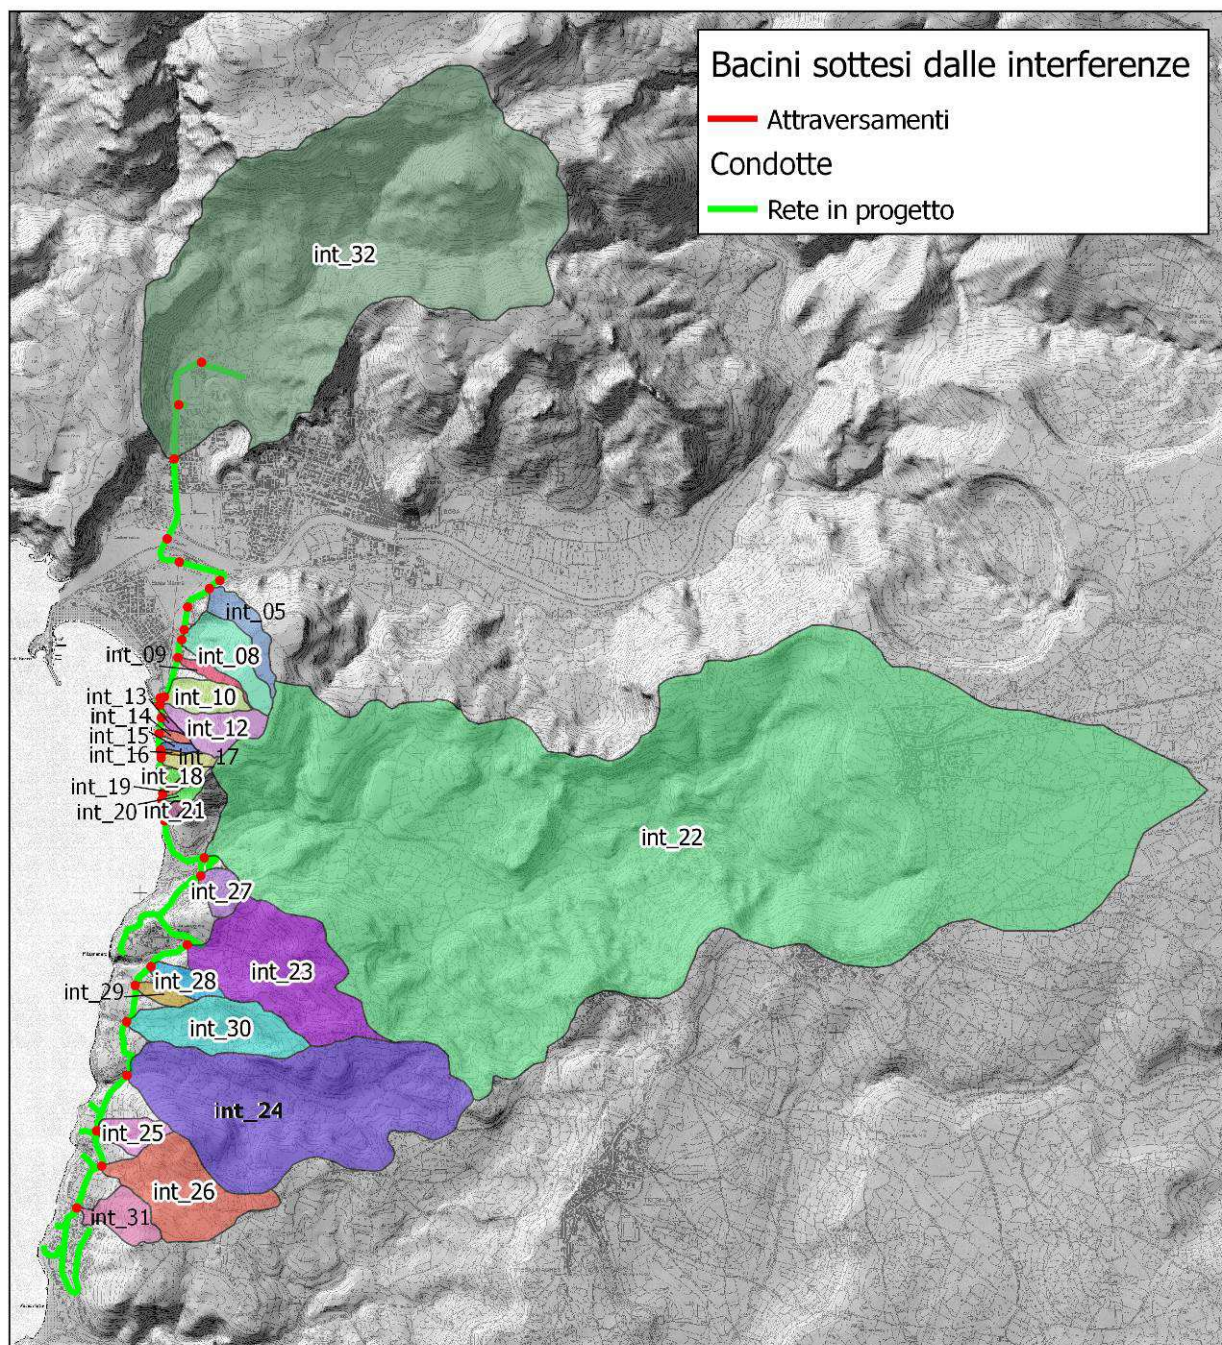 Bacini sottesi dalle interferenze
Attraversamenti
Condotte
Rete in progetto
int_32
int_05
int_08
int_09
int_10
int_13
int_14
int_12
int_15
int_16
int_17
int_18
int_19
int_20
int_21
int_22
int_27
int_23
int_28
int_29
int_30
int_24
int_25
int_26
int_31